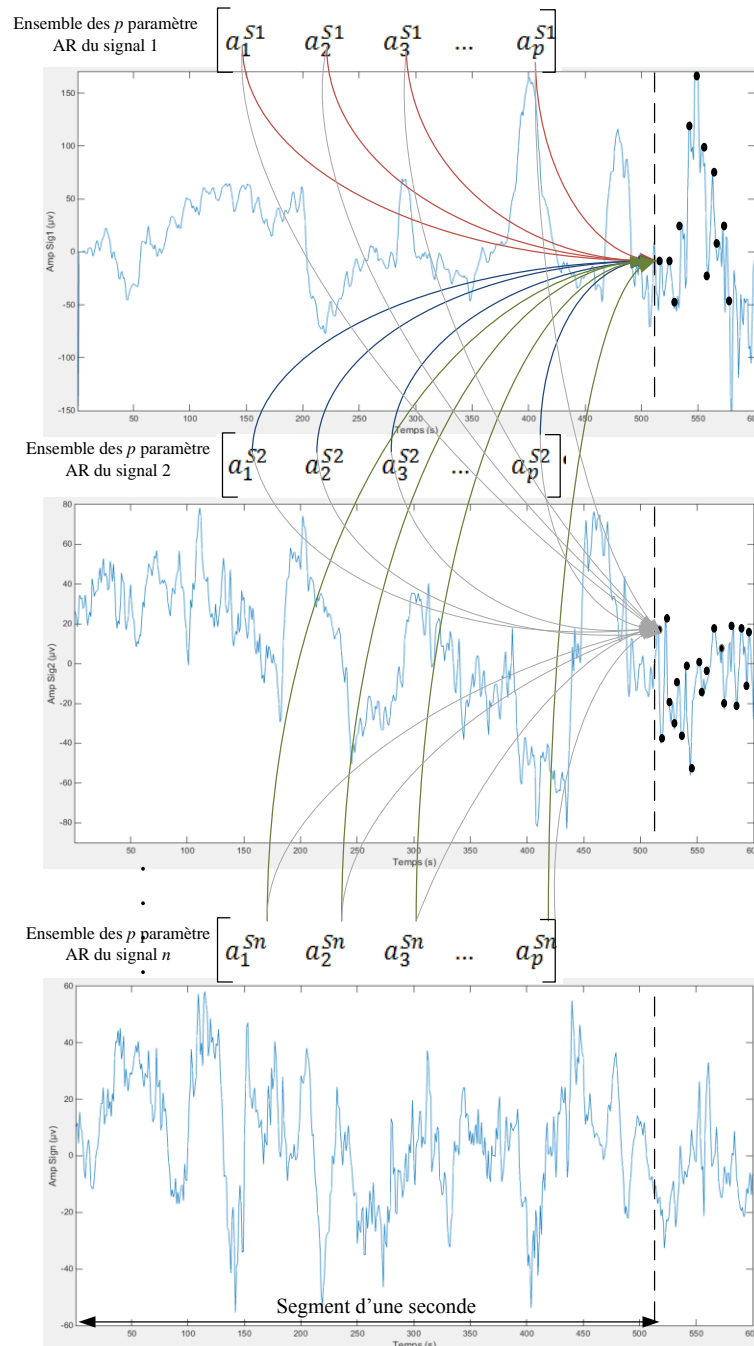 Ensemble des p paramètre
AR du signal 1
a_1^{S1} a_2^{S1} a_3^{S1} ... a_p^{S1}
150
100
50
0
-50
-100
-150
Amp Sig1 (μv)
50 100 150 200 250 300 350 400 450 500 550 600
Temps (s)
Ensemble des p paramètre
AR du signal 2
a_1^{S2} a_2^{S2} a_3^{S2} ... a_p^{S2}
80
60
40
20
0
-20
-40
-60
-80
Amp Sig2 (μv)
50 100 150 200 250 300 350 400 450 500 550 600
Temps (s)
Ensemble des p paramètre
AR du signal n
a_1^{Sn} a_2^{Sn} a_3^{Sn} ... a_p^{Sn}
40
20
0
-20
-40
-60
Amp Sign (μv)
Segment d'une seconde
50 100 150 200 250 300 350 400 450 500 550 600
Temps (s)